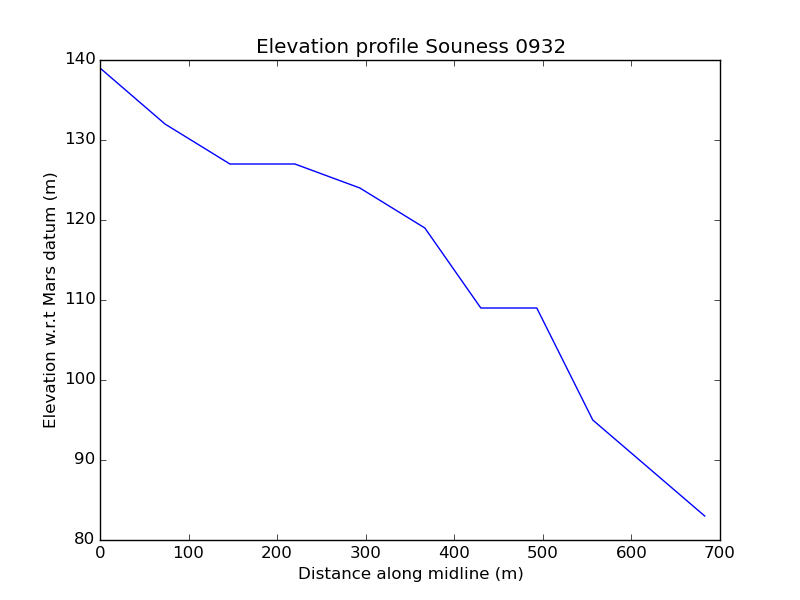 Elevation profile Souness 0932
140
130
120
110
100
90
80
Elevation w.r.t Mars datum (m)
0 100 200 300 400 500 600 700
Distance along midline (m)